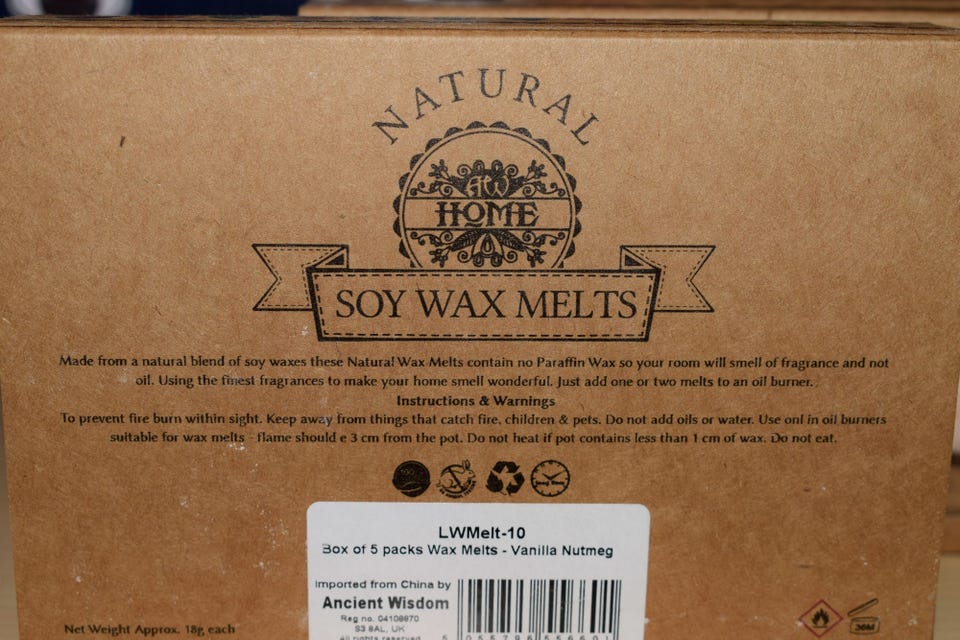 NATURAL
AW
HOME
SOY WAX MELTS
Made from a natural blend of soy waxes these Natural Wax Melts contain no Paraffin Wax so your room will smell of fragrance and not
oil. Using the finest fragrances to make your home smell wonderful. Just add one or two melts to an oil burner.
Instructions & Warnings
To prevent fire burn within sight. Keep away from things that catch fire, children & pets. Do not add oils or water. Use onl in oil burners
suitable for wax melts - flame should e 3 cm from the pot. Do not heat if pot contains less than 1 cm of wax. Do not eat.
LWMelt-10
Box of 5 packs Wax Melts - Vanilla Nutmeg
Imported from China by
Ancient Wisdom
Reg no. 04108870
S3 8AL, UK
All rights reserved
Net Weight Approx. 18g each
36M